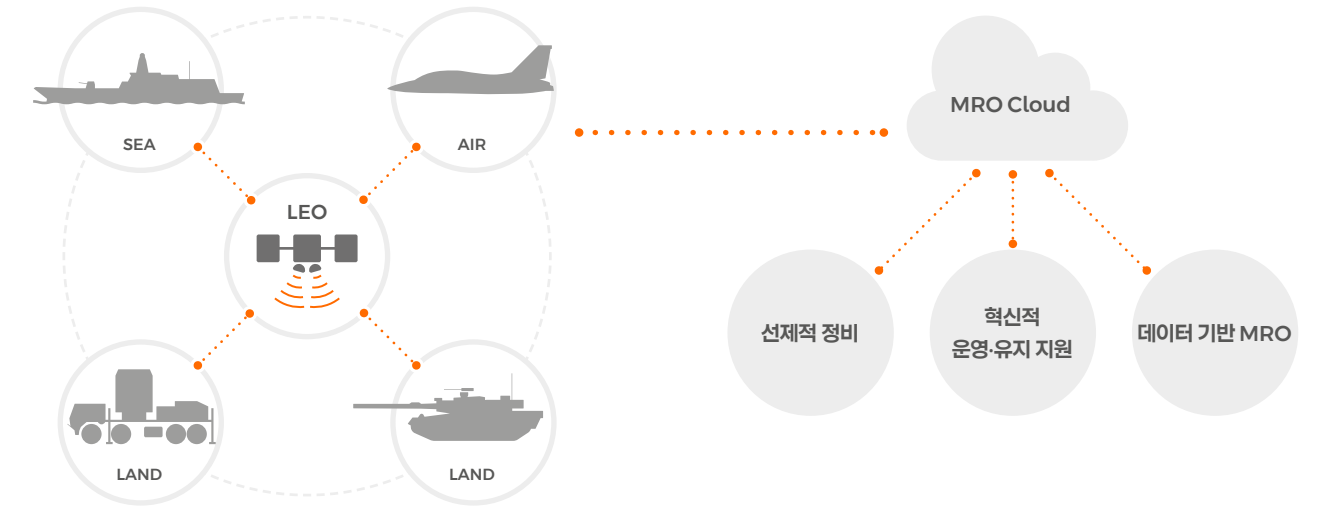 SEA
AIR
LEO
LAND
LAND
MRO Cloud
선제적 정비
혁신적
운영·유지 지원
데이터 기반 MRO